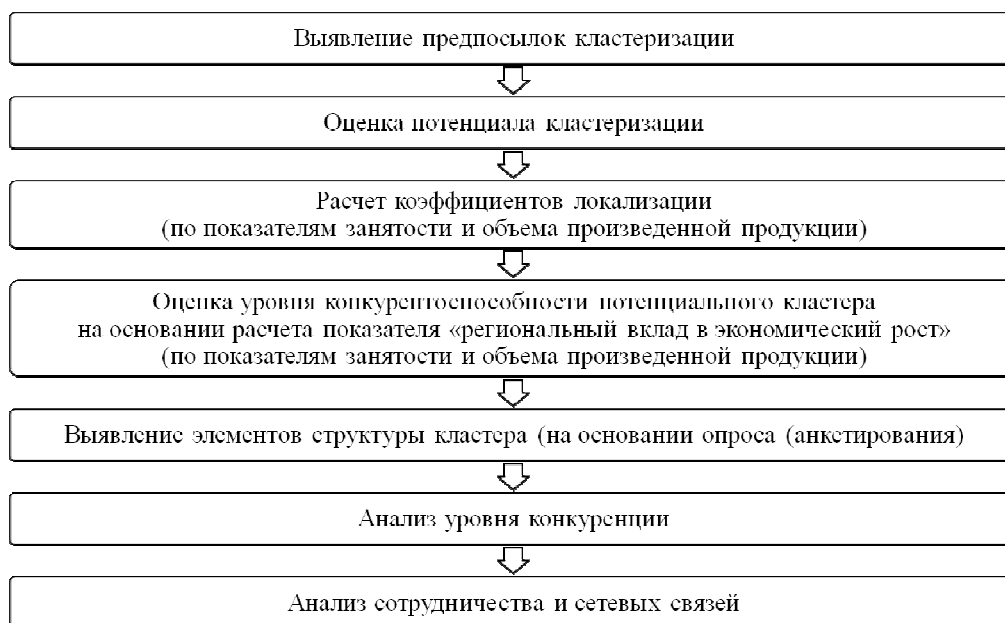 Выявление предпосылок кластеризации
Оценка потенциала кластеризации
Расчет коэффициентов локализации
(по показателям занятости и объема произведенной продукции)
Оценка уровня конкурентоспособности потенциального кластера
на основании расчета показателя «региональный вклад в экономический рост»
(по показателям занятости и объема произведенной продукции)
Выявление элементов структуры кластера (на основании опроса (анкетирования)
Анализ уровня конкуренции
Анализ сотрудничества и сетевых связей